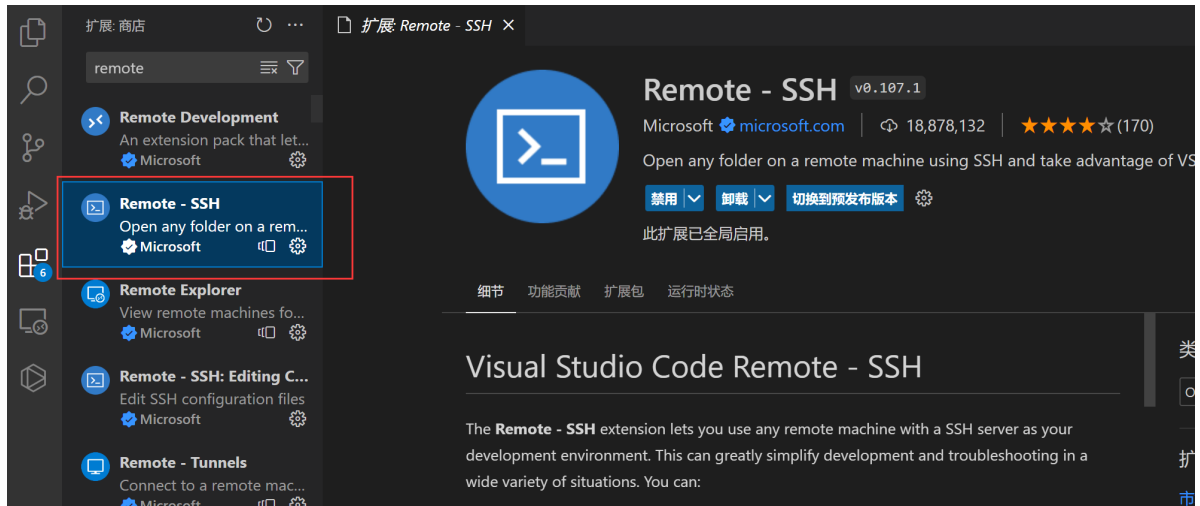 扩展: 商店
扩展: Remote - SSH
remote
Remote Development
An extension pack that let...
Microsoft
Remote - SSH
Open any folder on a rem...
Microsoft
6
Remote Explorer
View remote machines fo...
Microsoft
Remote - SSH: Editing C...
Edit SSH configuration files
Microsoft
Remote - Tunnels
Connect to a remote mac...
Microsoft
Remote - SSH v0.107.1
Microsoft microsoft.com 18,878,132 (170)
Open any folder on a remote machine using SSH and take advantage of VS
禁用 卸载 切换到预发布版本
此扩展已全局启用。
细节 功能贡献 扩展包 运行时状态
Visual Studio Code Remote - SSH
The Remote - SSH extension lets you use any remote machine with a SSH server as your
development environment. This can greatly simplify development and troubleshooting in a
wide variety of situations. You can:
类
扩
市